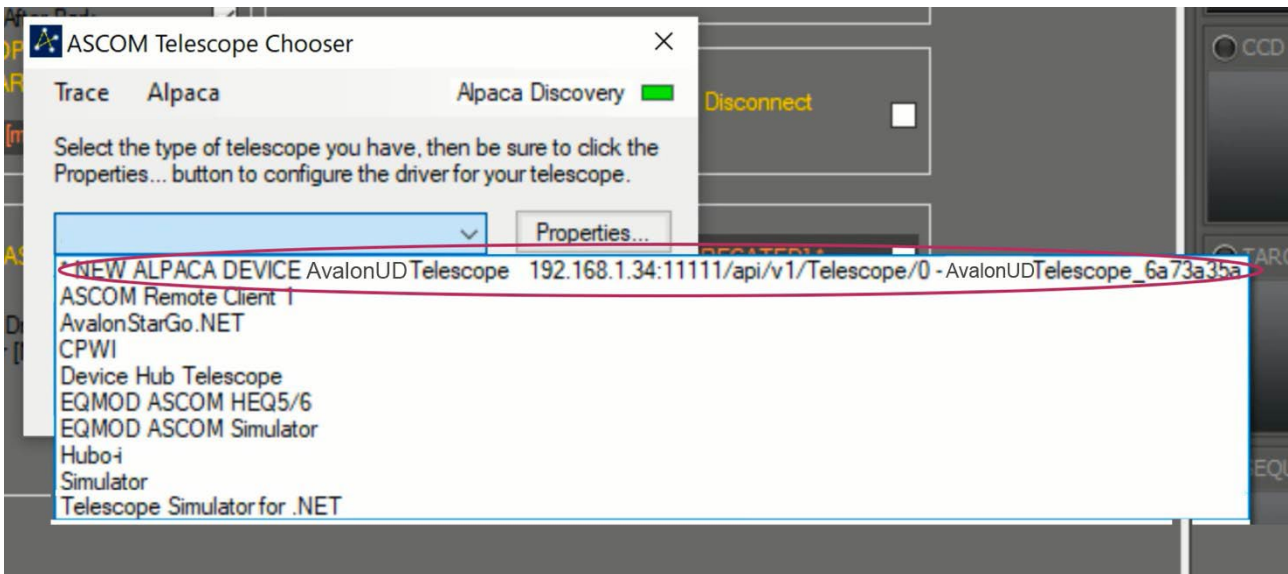 After Park
ASCOM Telescope Chooser
CCD
Trace Alpaca Alpaca Discovery
Disconnect
Select the type of telescope you have, then be sure to click the
Properties... button to configure the driver for your telescope.
Properties...
* NEW ALPACA DEVICE AvalonUDTelescope 192.168.1.34:11111/api/v1/Telescope/0 - AvalonUDTelescope_6a73a35a
ASCOM Remote Client 1
AvalonStarGo.NET
CPWI
Device Hub Telescope
EQMOD ASCOM HEQ5/6
EQMOD ASCOM Simulator
Hubo-i
Simulator
Telescope Simulator for .NET